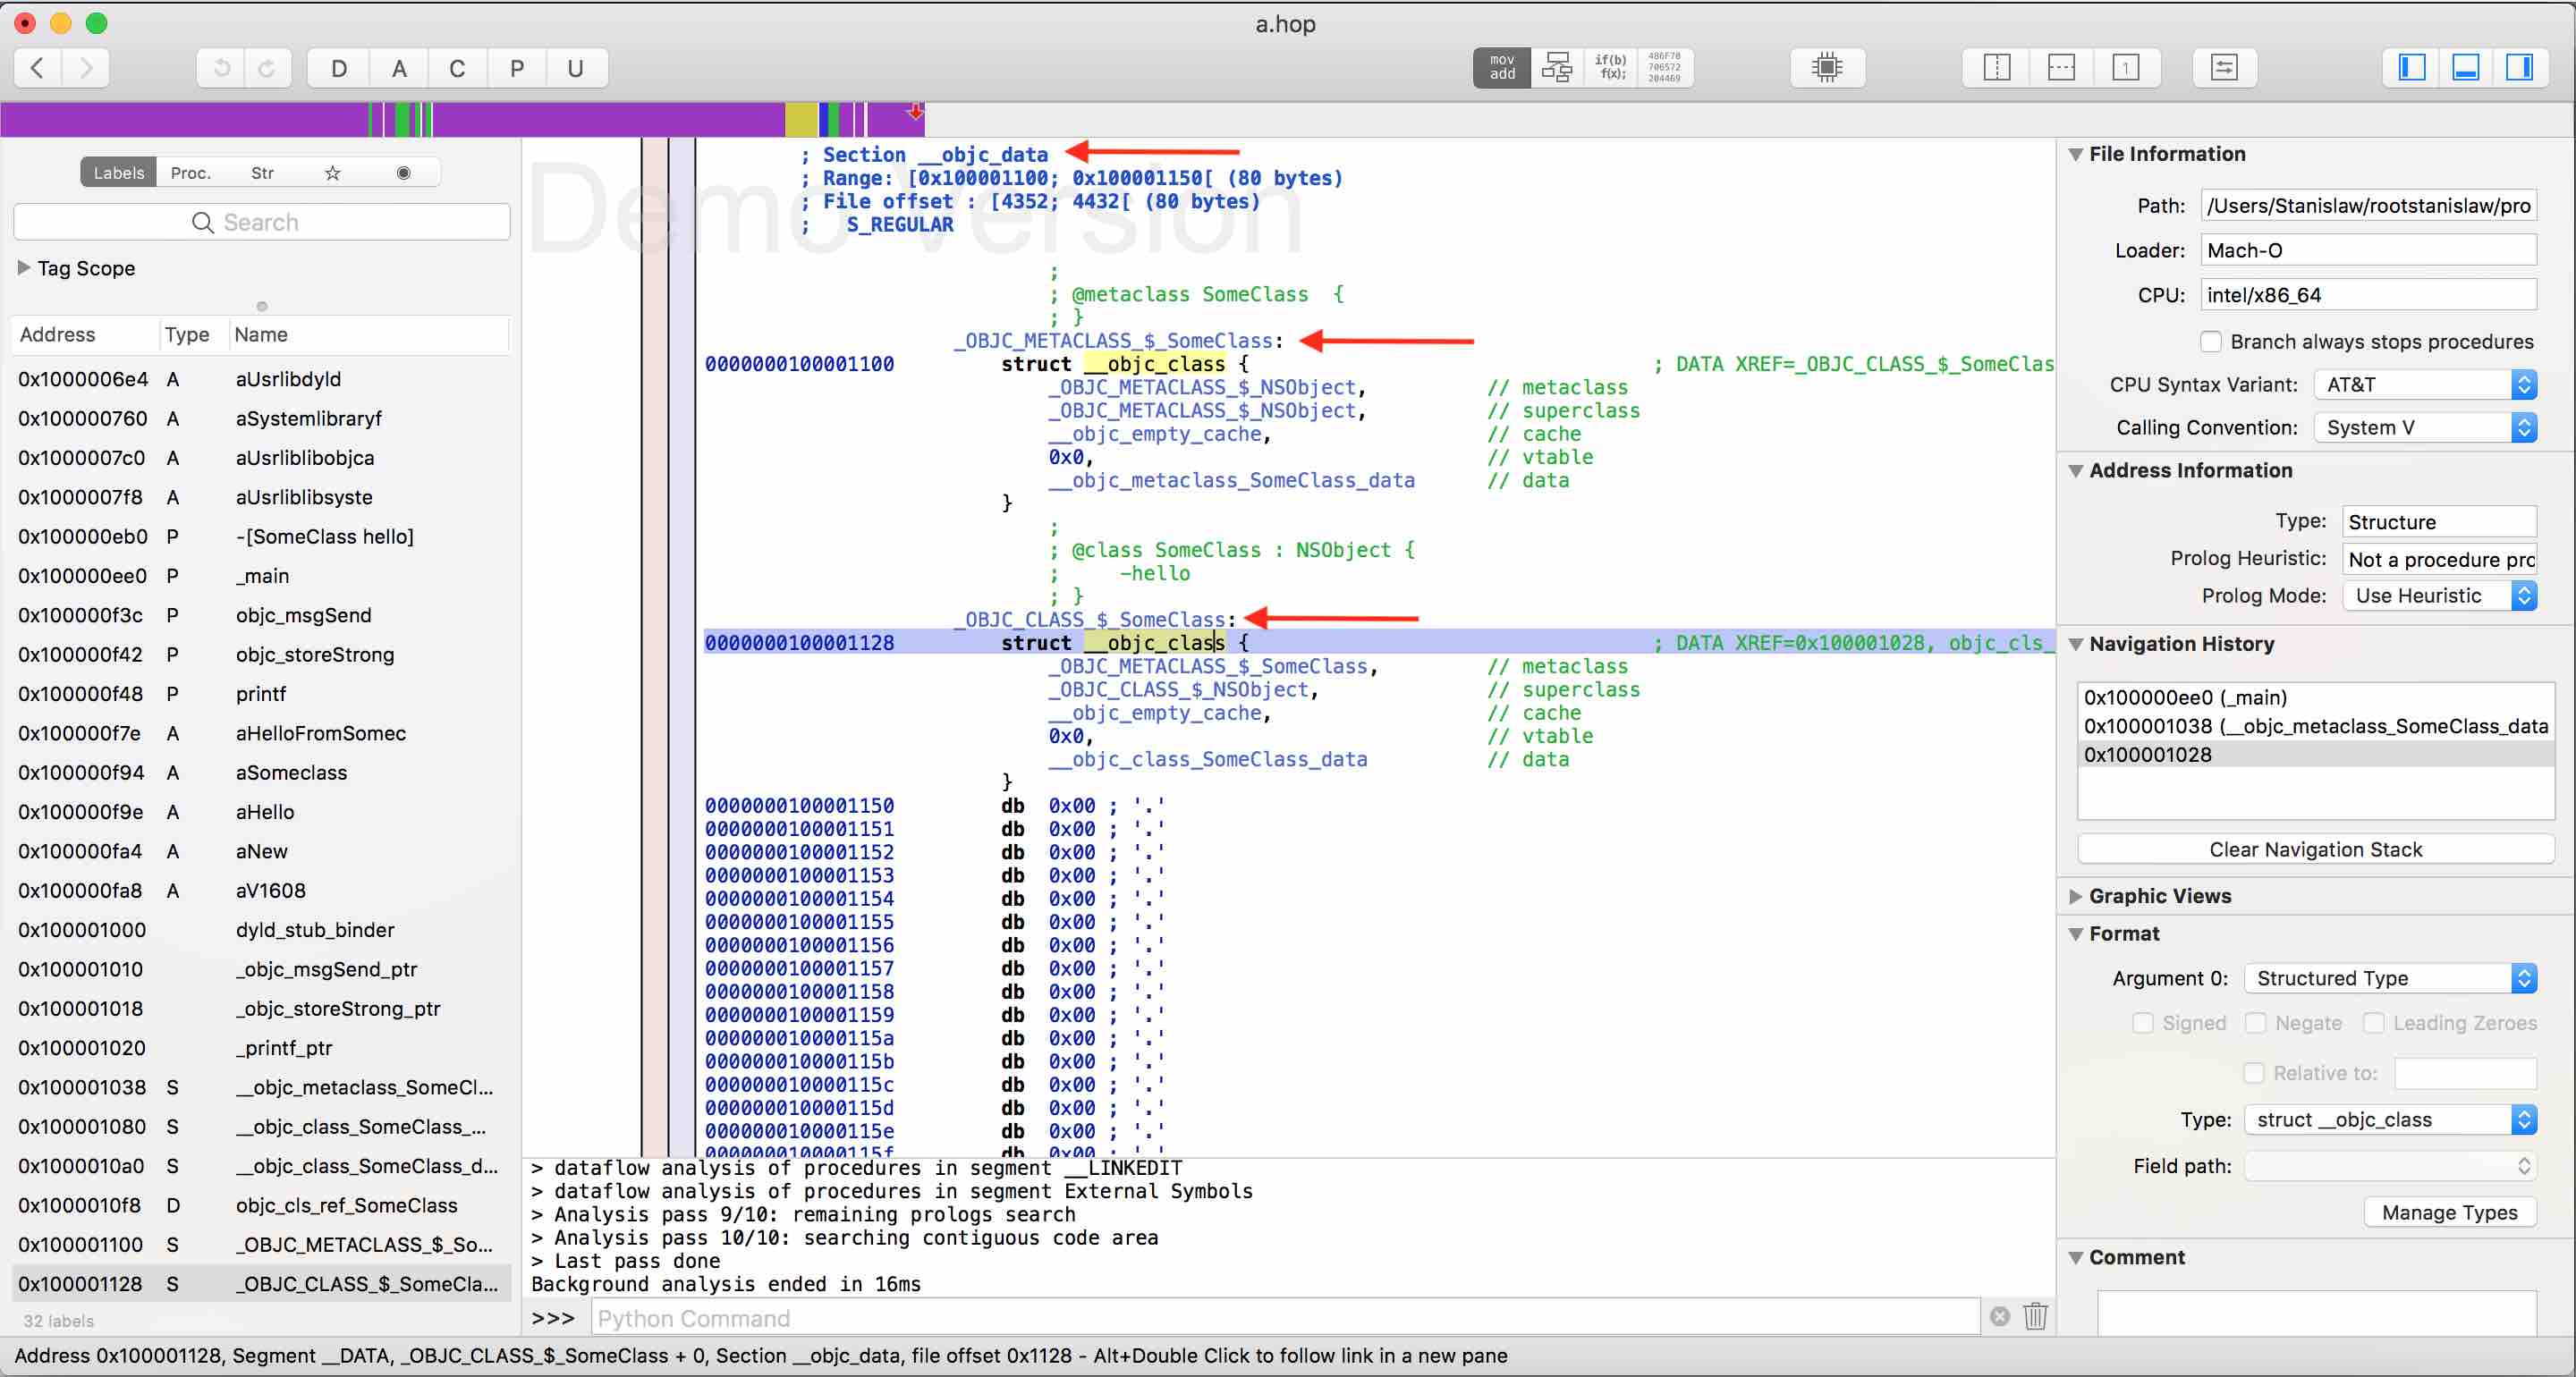 a.hop
D A C P U
mov add
if(b) f(x);
486F70 706572 204469
1
Demo Version
Labels Proc. Str
Search
Tag Scope
Address Type Name
0x1000006e4 A aUsrlibdyld
0x100000760 A aSystemlibraryf
0x1000007c0 A aUsrliblibobjca
0x1000007f8 A aUsrliblibsyste
0x100000eb0 P -[SomeClass hello]
0x100000ee0 P _main
0x100000f3c P objc_msgSend
0x100000f42 P objc_storeStrong
0x100000f48 P printf
0x100000f7e A aHelloFromSomec
0x100000f94 A aSomeclass
0x100000f9e A aHello
0x100000fa4 A aNew
0x100000fa8 A aV1608
0x100001000 dyld_stub_binder
0x100001010 _objc_msgSend_ptr
0x100001018 _objc_storeStrong_ptr
0x100001020 _printf_ptr
0x100001038 S __objc_metaclass_SomeCl...
0x100001080 S __objc_class_SomeClass_...
0x1000010a0 S __objc_class_SomeClass_d...
0x1000010f8 D objc_cls_ref_SomeClass
0x100001100 S _OBJC_METACLASS_$_So...
0x100001128 S _OBJC_CLASS_$_SomeCla...
32 labels
; Section __objc_data
; Range: [0x100001100; 0x100001150[ (80 bytes)
; File offset : [4352; 4432[ (80 bytes)
;   S_REGULAR
;
; @metaclass SomeClass  {
; }
_OBJC_METACLASS_$_SomeClass:
0000000100001100 struct __objc_class { ; DATA XREF=_OBJC_CLASS_$_SomeClas
_OBJC_METACLASS_$_NSObject, // metaclass
_OBJC_METACLASS_$_NSObject, // superclass
__objc_empty_cache, // cache
0x0, // vtable
__objc_metaclass_SomeClass_data // data
}
;
; @class SomeClass : NSObject {
;     -hello
; }
_OBJC_CLASS_$_SomeClass:
0000000100001128 struct __objc_class { ; DATA XREF=0x100001028, objc_cls_
_OBJC_METACLASS_$_SomeClass, // metaclass
_OBJC_CLASS_$_NSObject, // superclass
__objc_empty_cache, // cache
0x0, // vtable
__objc_class_SomeClass_data // data
}
0000000100001150 db 0x00 ; '.'
0000000100001151 db 0x00 ; '.'
0000000100001152 db 0x00 ; '.'
0000000100001153 db 0x00 ; '.'
0000000100001154 db 0x00 ; '.'
0000000100001155 db 0x00 ; '.'
0000000100001156 db 0x00 ; '.'
0000000100001157 db 0x00 ; '.'
0000000100001158 db 0x00 ; '.'
0000000100001159 db 0x00 ; '.'
000000010000115a db 0x00 ; '.'
000000010000115b db 0x00 ; '.'
000000010000115c db 0x00 ; '.'
000000010000115d db 0x00 ; '.'
000000010000115e db 0x00 ; '.'
000000010000115f db 0x00 ; '.'
> dataflow analysis of procedures in segment __LINKEDIT
> dataflow analysis of procedures in segment External Symbols
> Analysis pass 9/10: remaining prologs search
> Analysis pass 10/10: searching contiguous code area
> Last pass done
Background analysis ended in 16ms
>>> Python Command
File Information
Path: /Users/Stanislaw/rootstanislaw/pro
Loader: Mach-O
CPU: intel/x86_64
Branch always stops procedures
CPU Syntax Variant: AT&T
Calling Convention: System V
Address Information
Type: Structure
Prolog Heuristic: Not a procedure prc
Prolog Mode: Use Heuristic
Navigation History
0x100000ee0 (_main)
0x100001038 (__objc_metaclass_SomeClass_data
0x100001028
Clear Navigation Stack
Graphic Views
Format
Argument 0: Structured Type
Signed Negate Leading Zeroes
Relative to:
Type: struct __objc_class
Field path:
Manage Types
Comment
Address 0x100001128, Segment __DATA, _OBJC_CLASS_$_SomeClass + 0, Section __objc_data, file offset 0x1128 - Alt+Double Click to follow link in a new pane